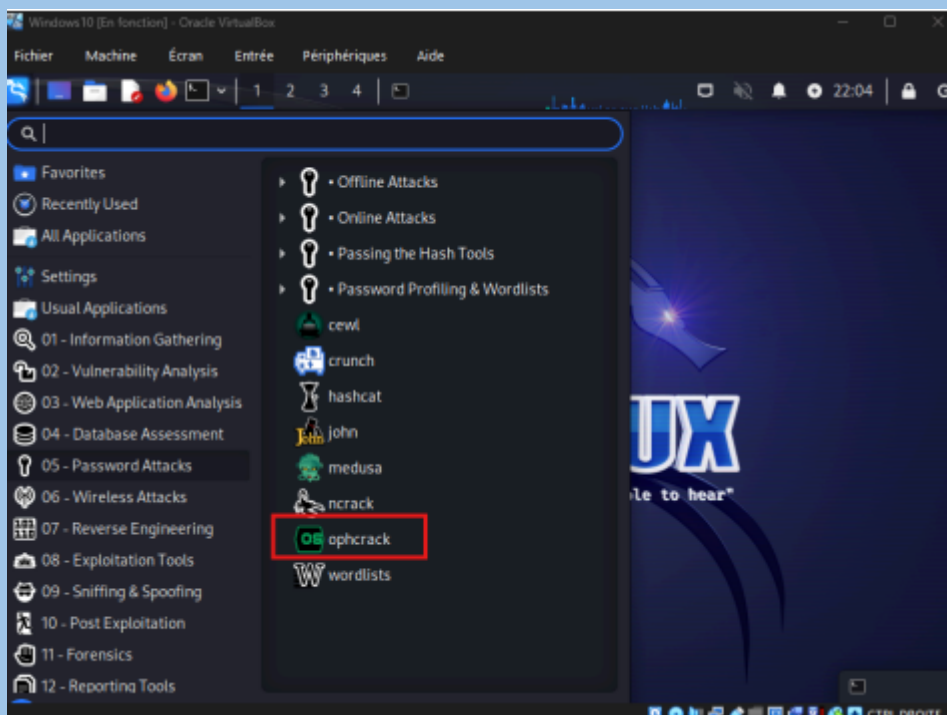 Windows10 [En fonction] - Oracle VirtualBox
Fichier Machine Écran Entrée Périphériques Aide
1 2 3 4 22:04
Favorites
Recently Used
All Applications
Settings
Usual Applications
01 - Information Gathering
02 - Vulnerability Analysis
03 - Web Application Analysis
04 - Database Assessment
05 - Password Attacks
06 - Wireless Attacks
07 - Reverse Engineering
08 - Exploitation Tools
09 - Sniffing & Spoofing
10 - Post Exploitation
11 - Forensics
12 - Reporting Tools
• Offline Attacks
• Online Attacks
• Passing the Hash Tools
• Password Profiling & Wordlists
cewl
crunch
hashcat
john
medusa
ncrack
ophcrack
wordlists
UX
le to hear"
CTRL DROITE